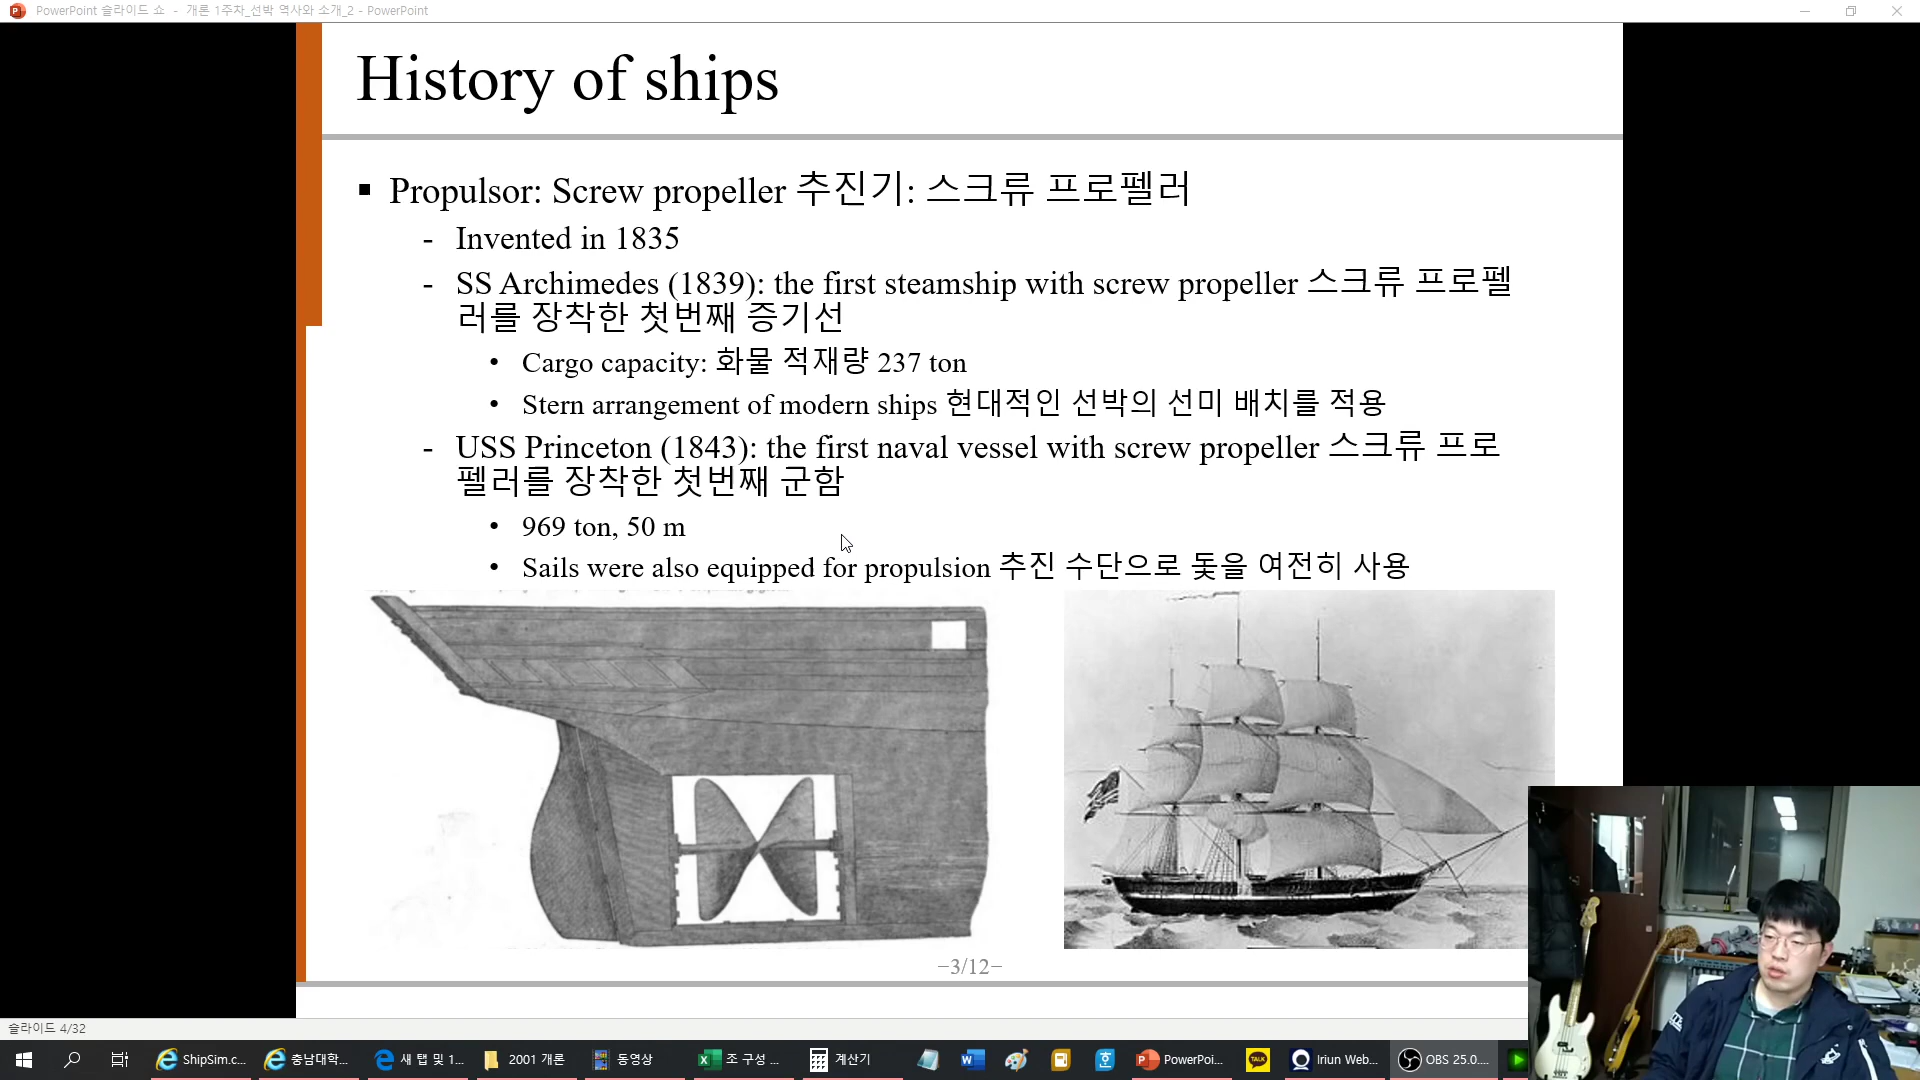 PowerPoint 슬라이드 쇼 - 개론 1주차_선박 역사와 소개_2 - PowerPoint
History of ships
▪ Propulsor: Screw propeller 추진기: 스크류 프로펠러
- Invented in 1835
- SS Archimedes (1839): the first steamship with screw propeller 스크류 프로펠
러를 장착한 첫번째 증기선
• Cargo capacity: 화물 적재량 237 ton
• Stern arrangement of modern ships 현대적인 선박의 선미 배치를 적용
- USS Princeton (1843): the first naval vessel with screw propeller 스크류 프로
펠러를 장착한 첫번째 군함
• 969 ton, 50 m
• Sails were also equipped for propulsion 추진 수단으로 돛을 여전히 사용
−3/12−
슬라이드 4/32
ShipSim.c... 충남대학... 새 탭 및 1... 2001 개론 동영상 조 구성 ... 계산기 PowerPoi... TALK Iriun Web... OBS 25.0....